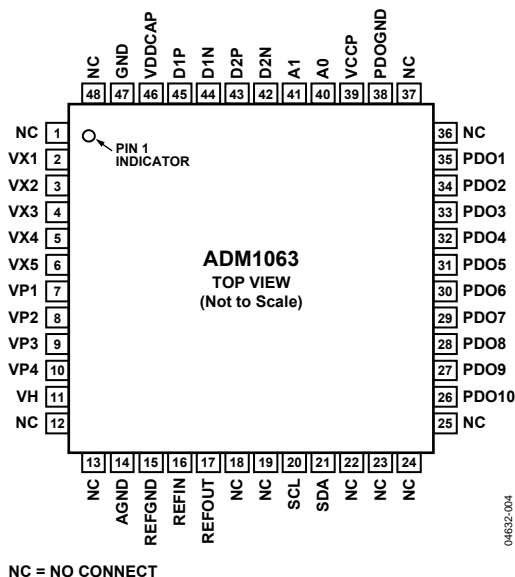 NC GND VDDCAP D1P D1N D2P D2N A1 A0 VCCP PDOGND NC
48 47 46 45 44 43 42 41 40 39 38 37
NC 1 36 NC
VX1 2 35 PDO1
VX2 3 34 PDO2
VX3 4 33 PDO3
VX4 5 32 PDO4
VX5 6 31 PDO5
VP1 7 30 PDO6
VP2 8 29 PDO7
VP3 9 28 PDO8
VP4 10 27 PDO9
VH 11 26 PDO10
NC 12 25 NC
PIN 1
INDICATOR
ADM1063
TOP VIEW
(Not to Scale)
13 14 15 16 17 18 19 20 21 22 23 24
NC AGND REFGND REFIN REFOUT NC NC SCL SDA NC NC NC
04632-004
NC = NO CONNECT